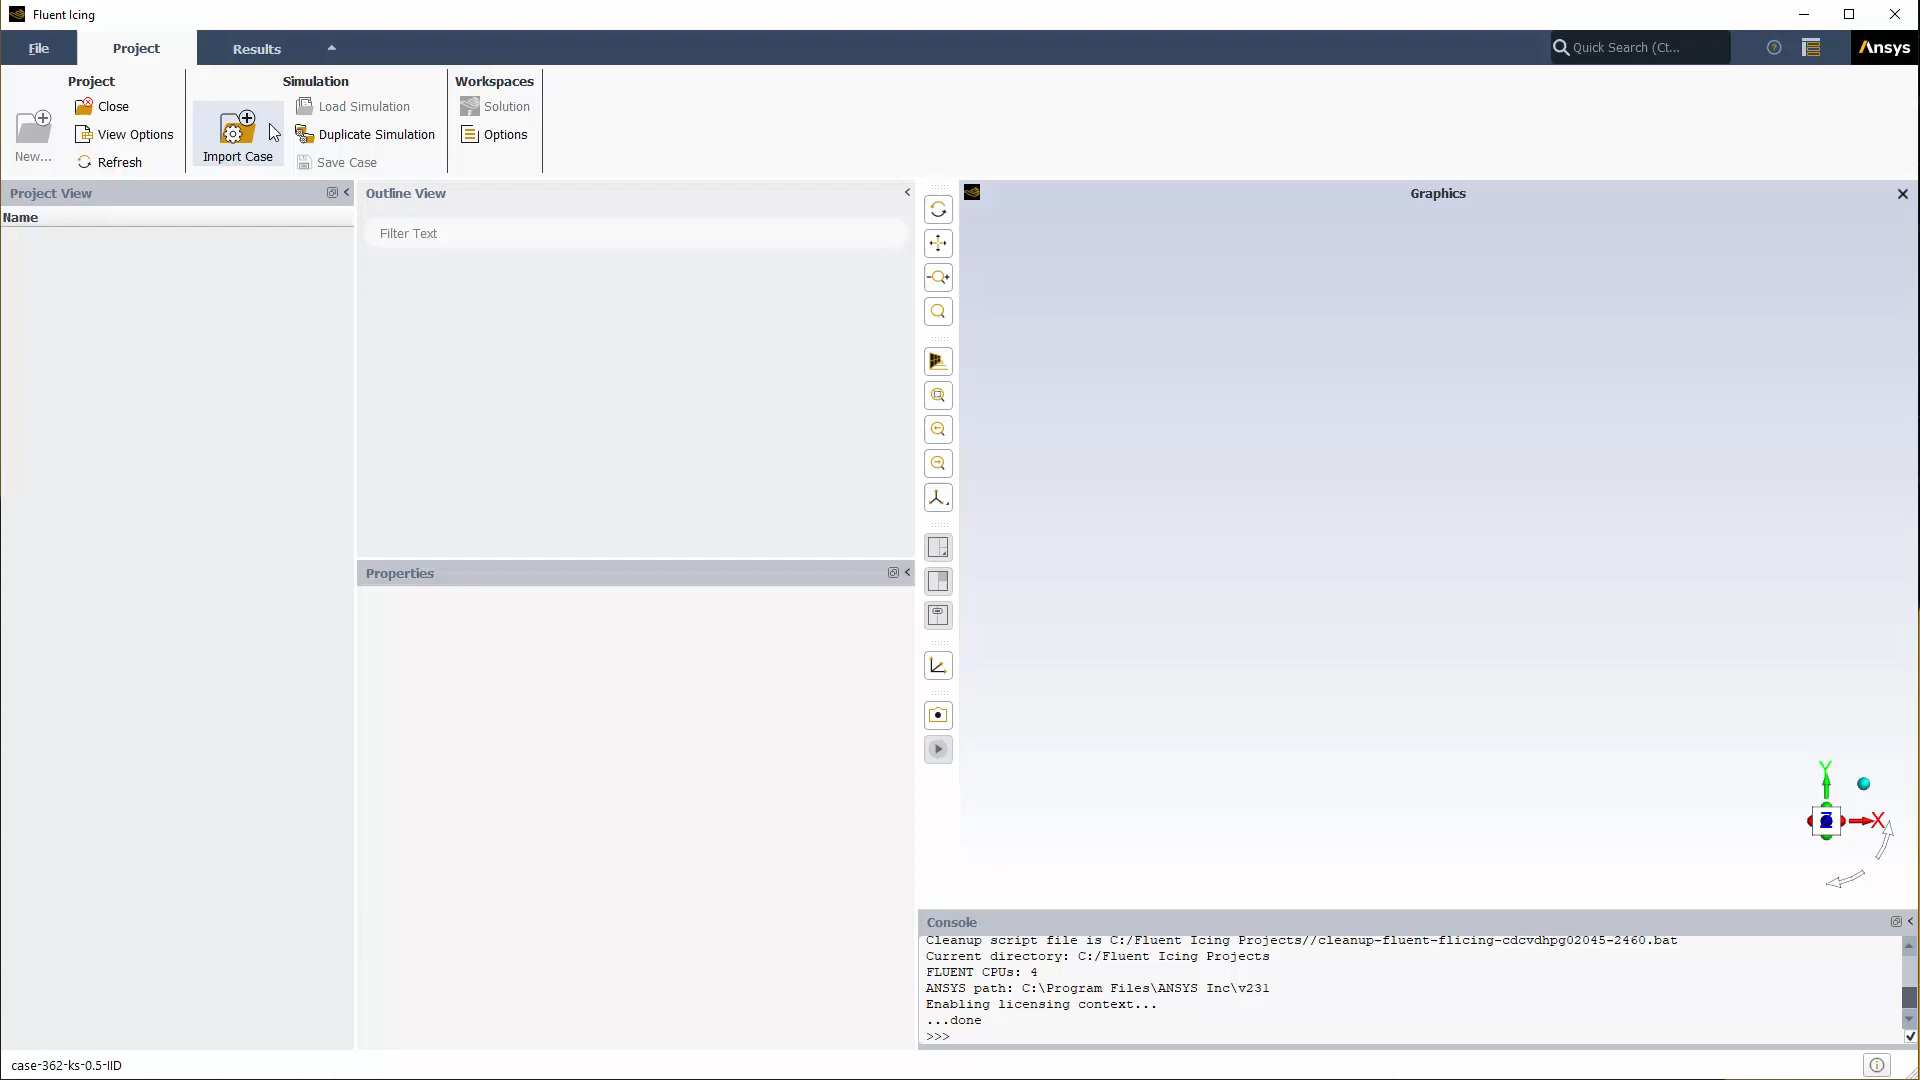 Fluent Icing
File
Project
Results
Quick Search (Ct...
Ansys
Project
New...
Close
View Options
Refresh
Simulation
Import Case
Load Simulation
Duplicate Simulation
Save Case
Workspaces
Solution
Options
Project View
Name
Outline View
Filter Text
Properties
Graphics
Y
Z
X
Console
Cleanup script file is C:/Fluent Icing Projects//cleanup-fluent-flicing-cdcvdhpg02045-2460.bat
Current directory: C:/Fluent Icing Projects
FLUENT CPUs: 4
ANSYS path: C:\Program Files\ANSYS Inc\v231
Enabling licensing context...
...done
>>>
case-362-ks-0.5-IID